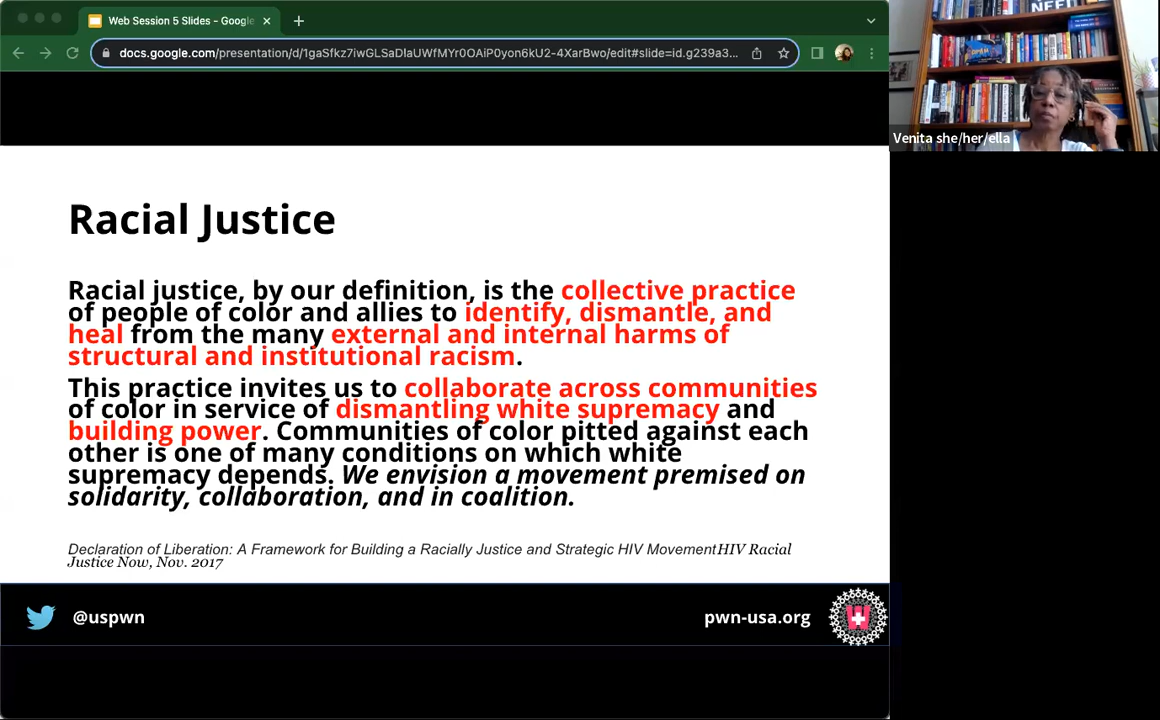 Web Session 5 Slides - Google
docs.google.com/presentation/d/1gaSfkz7iwGLSaDlaUWfMYr0OAiP0yon6kU2-4XarBwo/edit#slide=id.g239a3...
NEED
OPEN
Venita she/her/ella
Racial Justice
Racial justice, by our definition, is the collective practice
of people of color and allies to identify, dismantle, and
heal from the many external and internal harms of
structural and institutional racism.
This practice invites us to collaborate across communities
of color in service of dismantling white supremacy and
building power. Communities of color pitted against each
other is one of many conditions on which white
supremacy depends. We envision a movement premised on
solidarity, collaboration, and in coalition.
Declaration of Liberation: A Framework for Building a Racially Justice and Strategic HIV MovementHIV Racial
Justice Now, Nov. 2017
@uspwn
pwn-usa.org